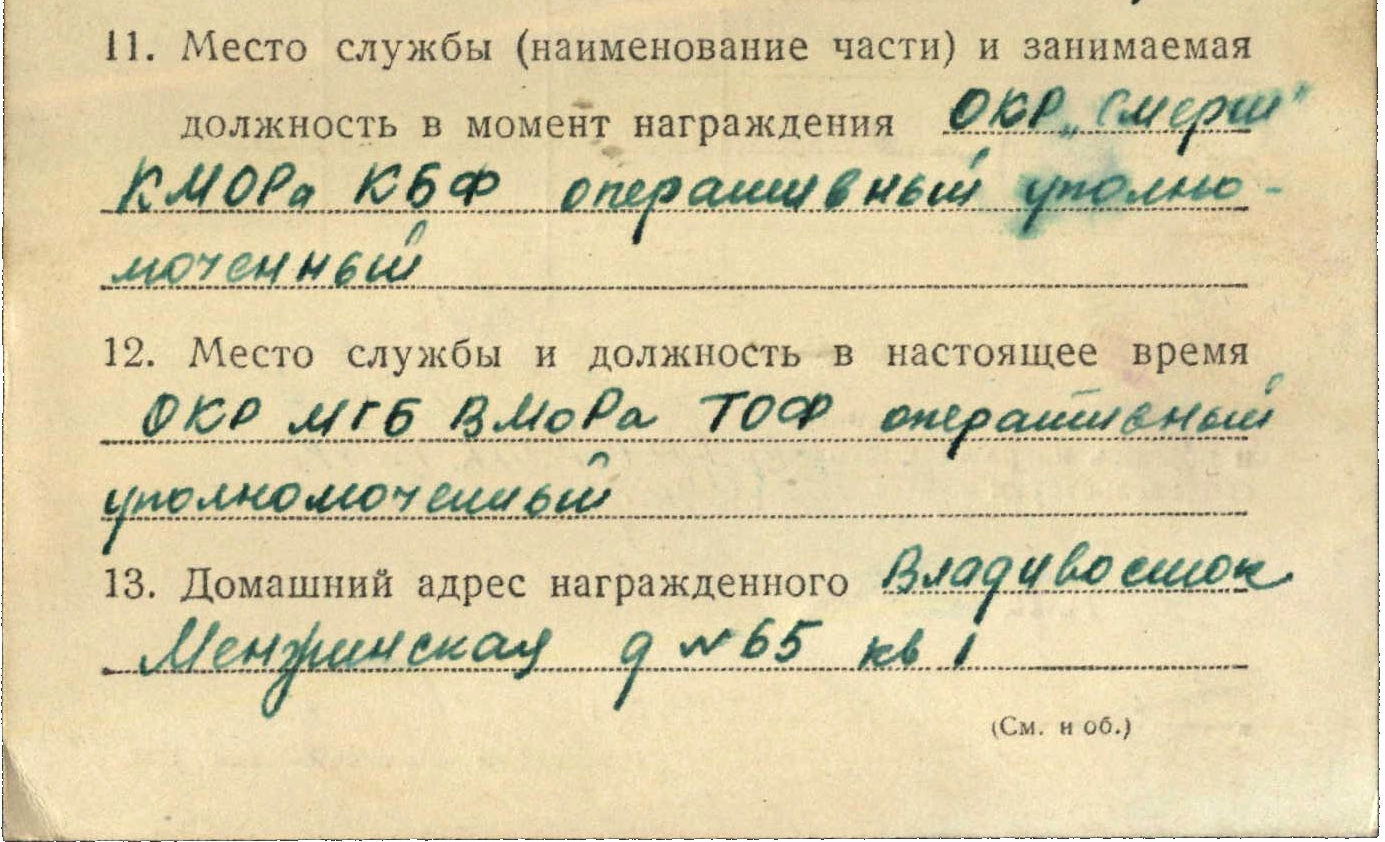 11. Место службы (наименование части) и занимаемая
должность в момент награждения ОКР „Смерш"
КМОРа КБФ оперативный уполно-
моченный
12. Место службы и должность в настоящее время
ОКР МГБ ВМОРа ТОФ оперативный
уполномоченный
13. Домашний адрес награжденного Владивосток
Менжинская д № 65 кв 1
(См. н об.)